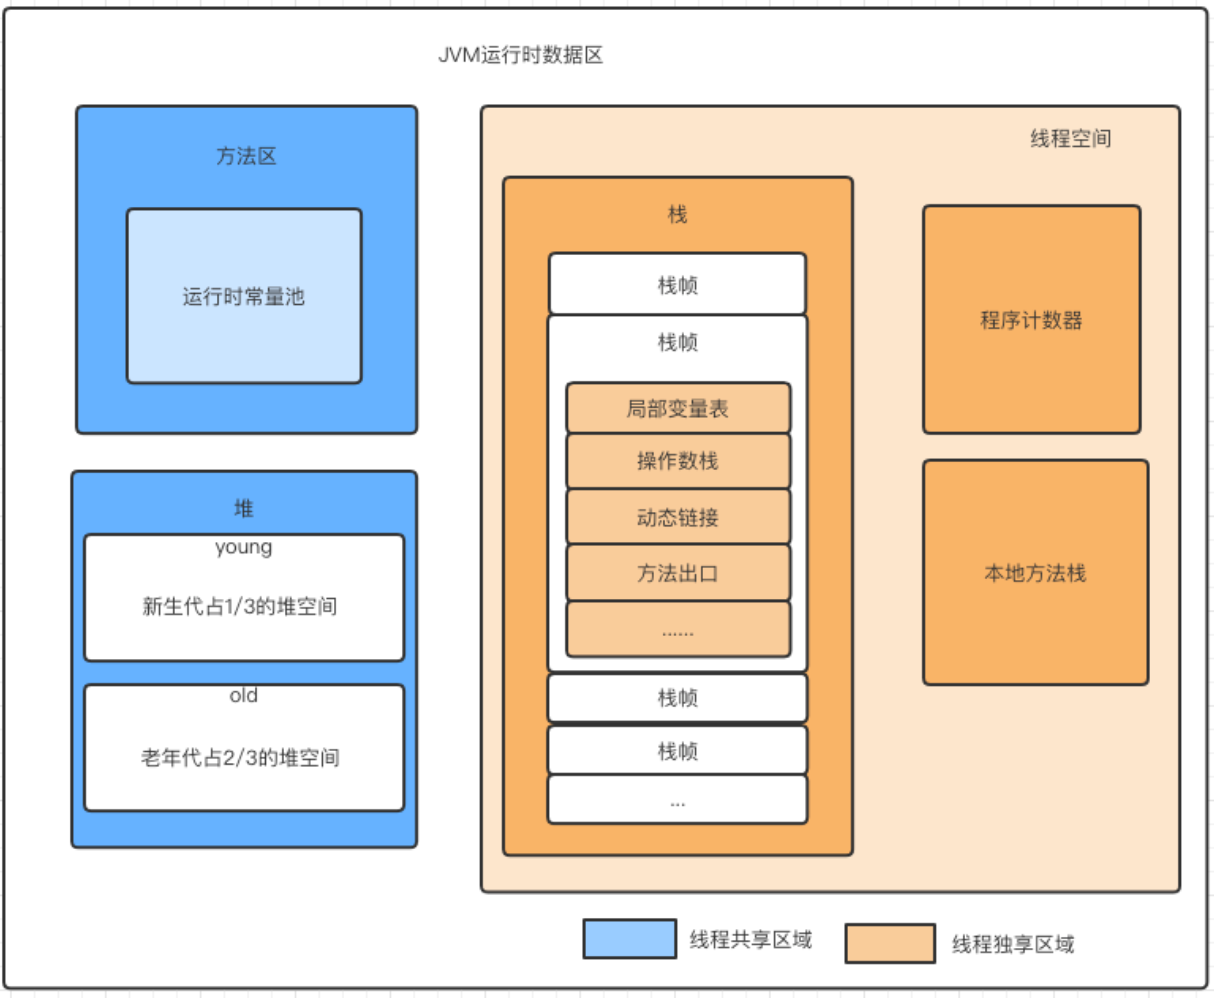 JVM运行时数据区
方法区
运行时常量池
堆
young
新生代占1/3的堆空间
old
老年代占2/3的堆空间
线程空间
栈
栈帧
栈帧
局部变量表
操作数栈
动态链接
方法出口
......
栈帧
栈帧
...
程序计数器
本地方法栈
线程共享区域
线程独享区域